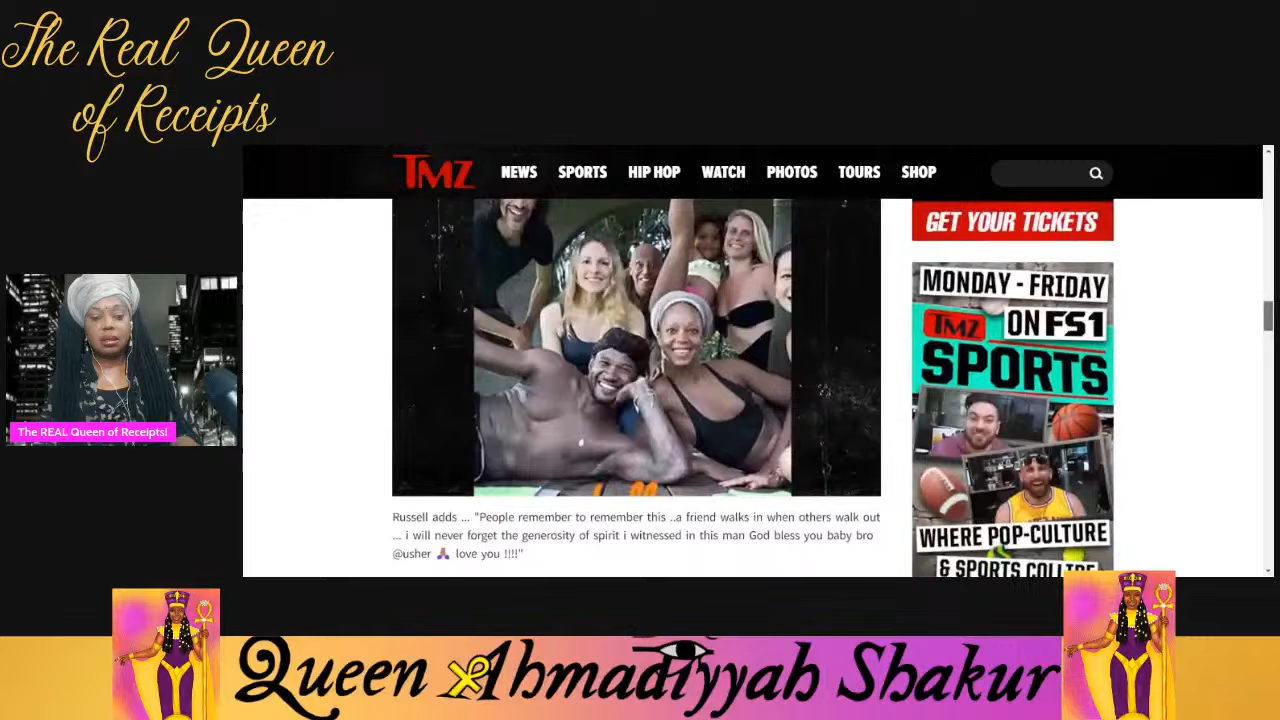 The Real Queen
of Receipts
TMZ NEWS SPORTS HIP HOP WATCH PHOTOS TOURS SHOP
GET YOUR TICKETS
MONDAY - FRIDAY
TMZ ON FS1
SPORTS
WHERE POP-CULTURE
& SPORTS COLLIDE
The REAL Queen of Receipts!
Russell adds ... "People remember to remember this ..a friend walks in when others walk out
... i will never forget the generosity of spirit i witnessed in this man God bless you baby bro
@usher 🙏🏾 love you !!!!"
Queen Ahmadiyyah Shakur